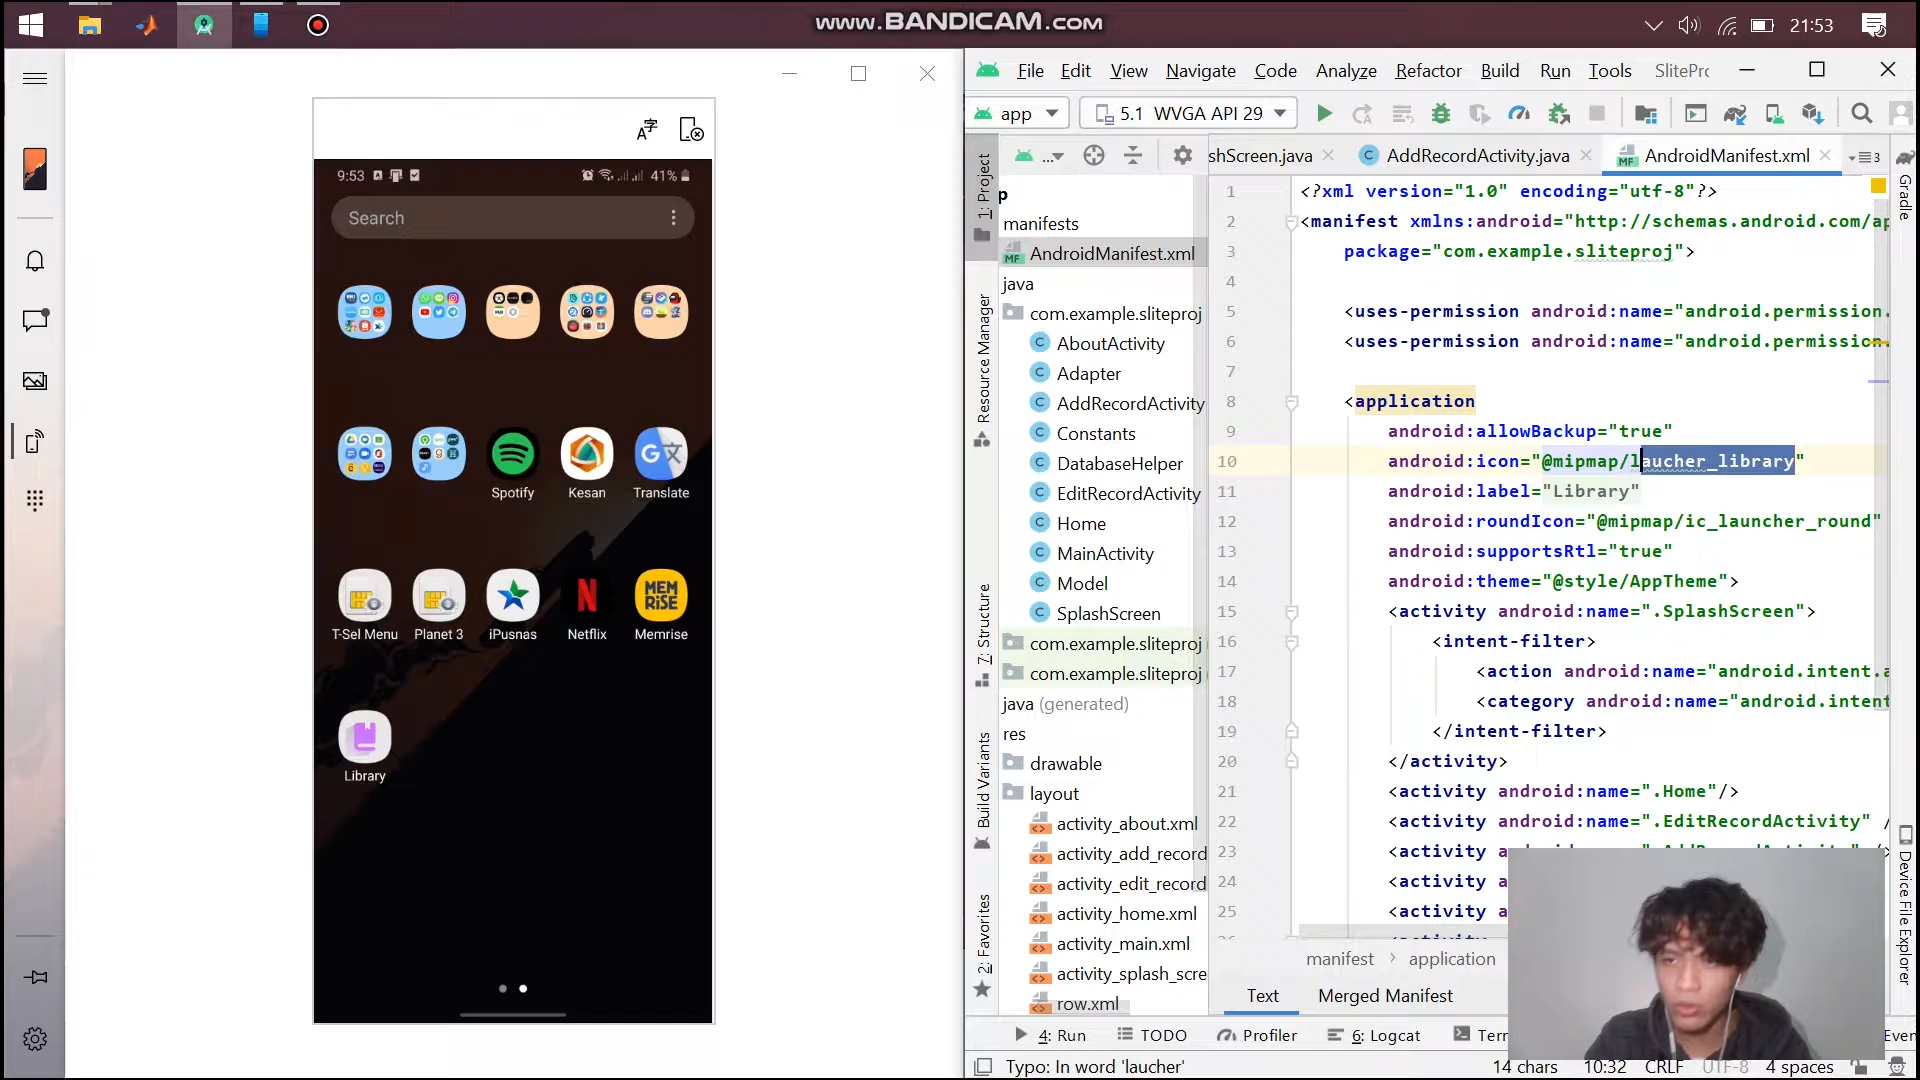 www.BANDICAM.com
21:53
9:53
41%
Search
Spotify
Kesan
Translate
T-Sel Menu
Planet 3
iPusnas
Netflix
MEM
RiSE
Memrise
Library
File Edit View Navigate Code Analyze Refactor Build Run Tools SlitePr
app
5.1 WVGA API 29
shScreen.java
AddRecordActivity.java
AndroidManifest.xml
1: Project
Resource Manager
7: Structure
Build Variants
2: Favorites
p
manifests
AndroidManifest.xml
java
com.example.sliteproj
AboutActivity
Adapter
AddRecordActivity
Constants
DatabaseHelper
EditRecordActivity
Home
MainActivity
Model
SplashScreen
com.example.sliteproj
com.example.sliteproj
java (generated)
res
drawable
layout
activity_about.xml
activity_add_record
activity_edit_record
activity_home.xml
activity_main.xml
activity_splash_scre
row.xml
1 <?xml version="1.0" encoding="utf-8"?>
2 <manifest xmlns:android="http://schemas.android.com/ap
3 package="com.example.sliteproj">
4
5 <uses-permission android:name="android.permission.
6 <uses-permission android:name="android.permission.
7
8 <application
9 android:allowBackup="true"
10 android:icon="@mipmap/laucher_library"
11 android:label="Library"
12 android:roundIcon="@mipmap/ic_launcher_round"
13 android:supportsRtl="true"
14 android:theme="@style/AppTheme">
15 <activity android:name=".SplashScreen">
16 <intent-filter>
17 <action android:name="android.intent.a
18 <category android:name="android.intent
19 </intent-filter>
20 </activity>
21 <activity android:name=".Home"/>
22 <activity android:name=".EditRecordActivity" /
23 <activity a
24 <activity a
25 <activity a
manifest › application
Text
Merged Manifest
Gradle
Device File Explorer
4: Run
TODO
Profiler
6: Logcat
Terr
Even
Typo: In word 'laucher'
14 chars
10:32
CRLF
UTF-8
4 spaces